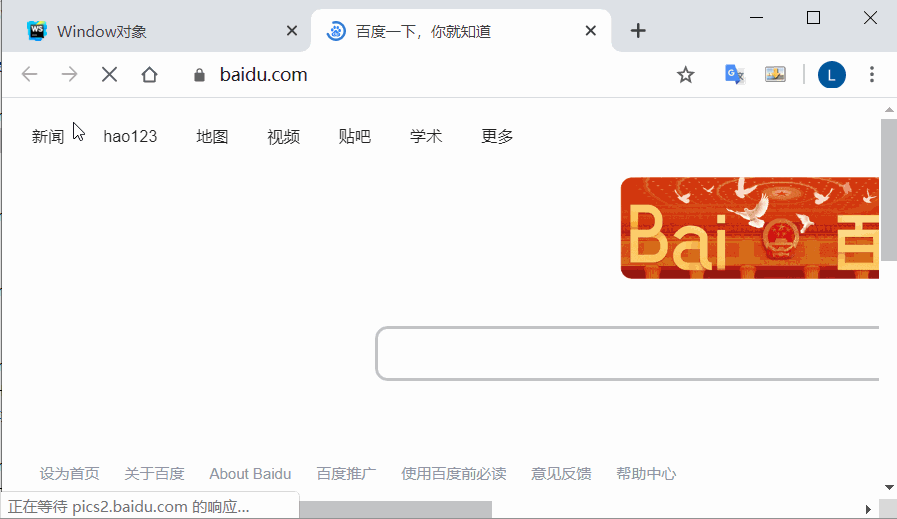 Window对象
百度一下，你就知道
baidu.com
L
新闻 hao123 地图 视频 贴吧 学术 更多
Bai 百
设为首页 关于百度 About Baidu 百度推广 使用百度前必读 意见反馈 帮助中心
正在等待 pics2.baidu.com 的响应...